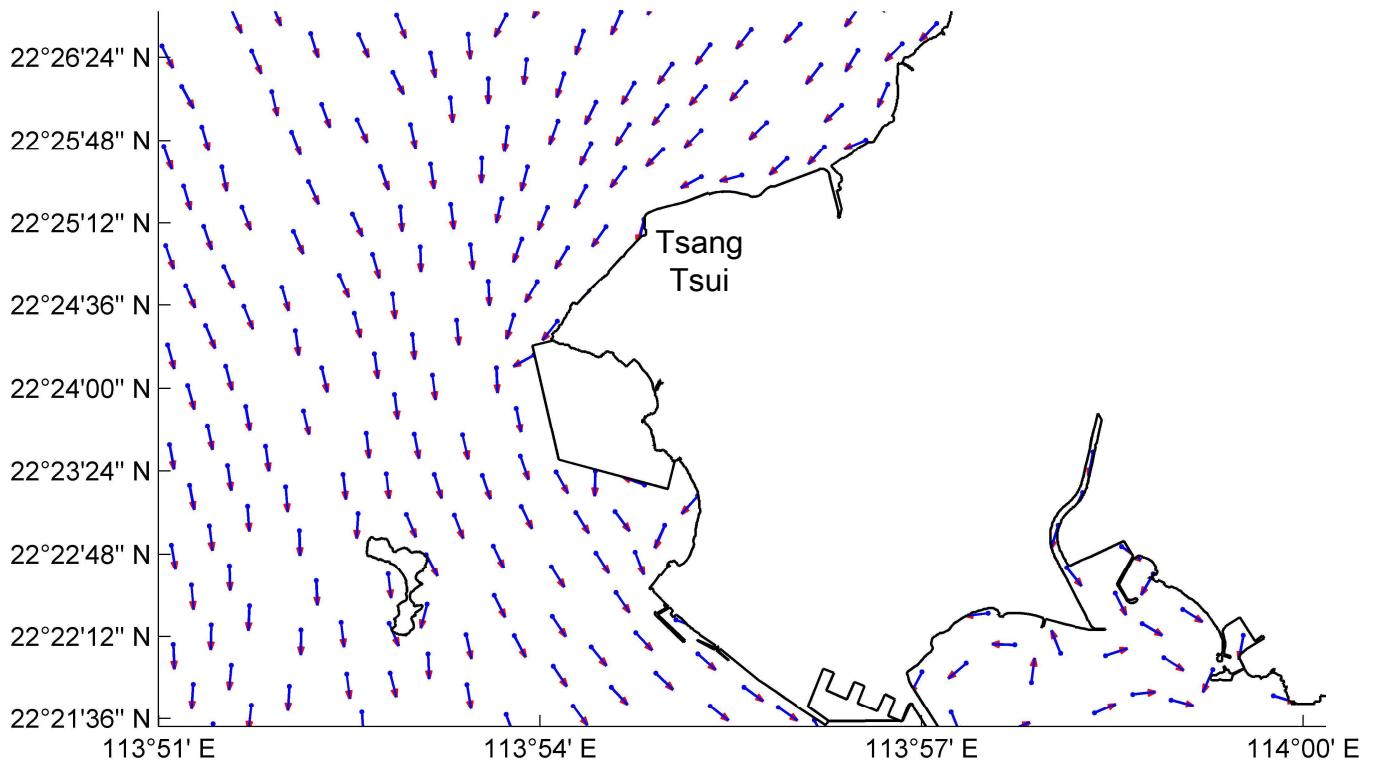 22°26'24" N
22°25'48" N
22°25'12" N
Tsang
Tsui
22°24'36" N
22°24'00" N
22°23'24" N
22°22'48" N
22°22'12" N
22°21'36" N
113°51' E
113°54' E
113°57' E
114°00' E